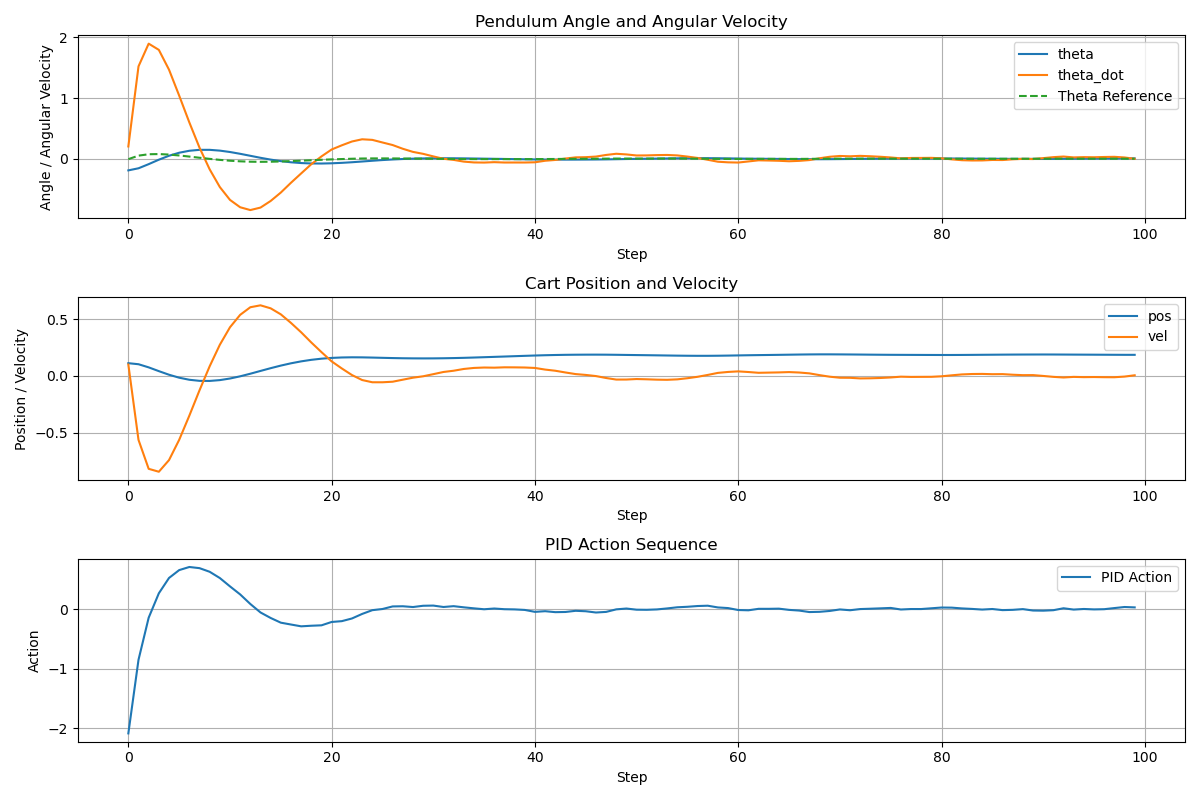 Pendulum Angle and Angular Velocity
Angle / Angular Velocity
2
1
0
theta
theta_dot
Theta Reference
0 20 40 60 80 100
Step
Cart Position and Velocity
Position / Velocity
0.5
0.0
−0.5
pos
vel
0 20 40 60 80 100
Step
PID Action Sequence
Action
0
−1
−2
PID Action
0 20 40 60 80 100
Step